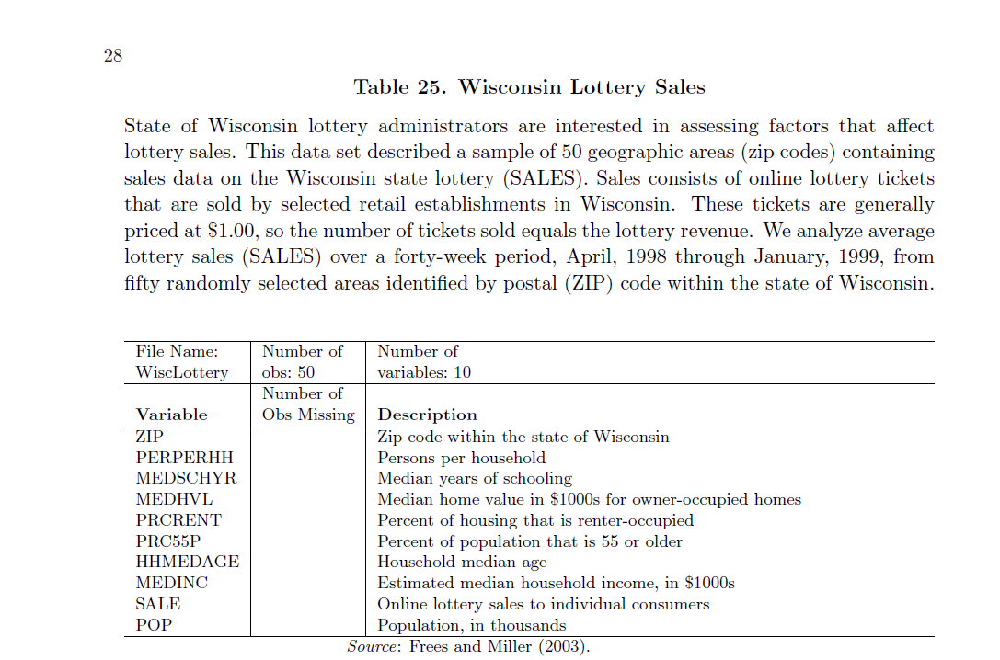 28
Table 25. Wisconsin Lottery Sales
State of Wisconsin lottery administrators are interested in assessing factors that affect
lottery sales. This data set described a sample of 50 geographic areas (zip codes) containing
sales data on the Wisconsin state lottery (SALES). Sales consists of online lottery tickets
that are sold by selected retail establishments in Wisconsin. These tickets are generally
priced at $1.00, so the number of tickets sold equals the lottery revenue. We analyze average
lottery sales (SALES) over a forty-week period, April, 1998 through January, 1999, from
fifty randomly selected areas identified by postal (ZIP) code within the state of Wisconsin.
File Name: Number of Number of
WiscLottery obs: 50 variables: 10
Number of
Variable Obs Missing Description
ZIP Zip code within the state of Wisconsin
PERPERHH Persons per household
MEDSCHYR Median years of schooling
MEDHVL Median home value in $1000s for owner-occupied homes
PRCRENT Percent of housing that is renter-occupied
PRC55P Percent of population that is 55 or older
HHMEDAGE Household median age
MEDINC Estimated median household income, in $1000s
SALE Online lottery sales to individual consumers
POP Population, in thousands
Source: Frees and Miller (2003).